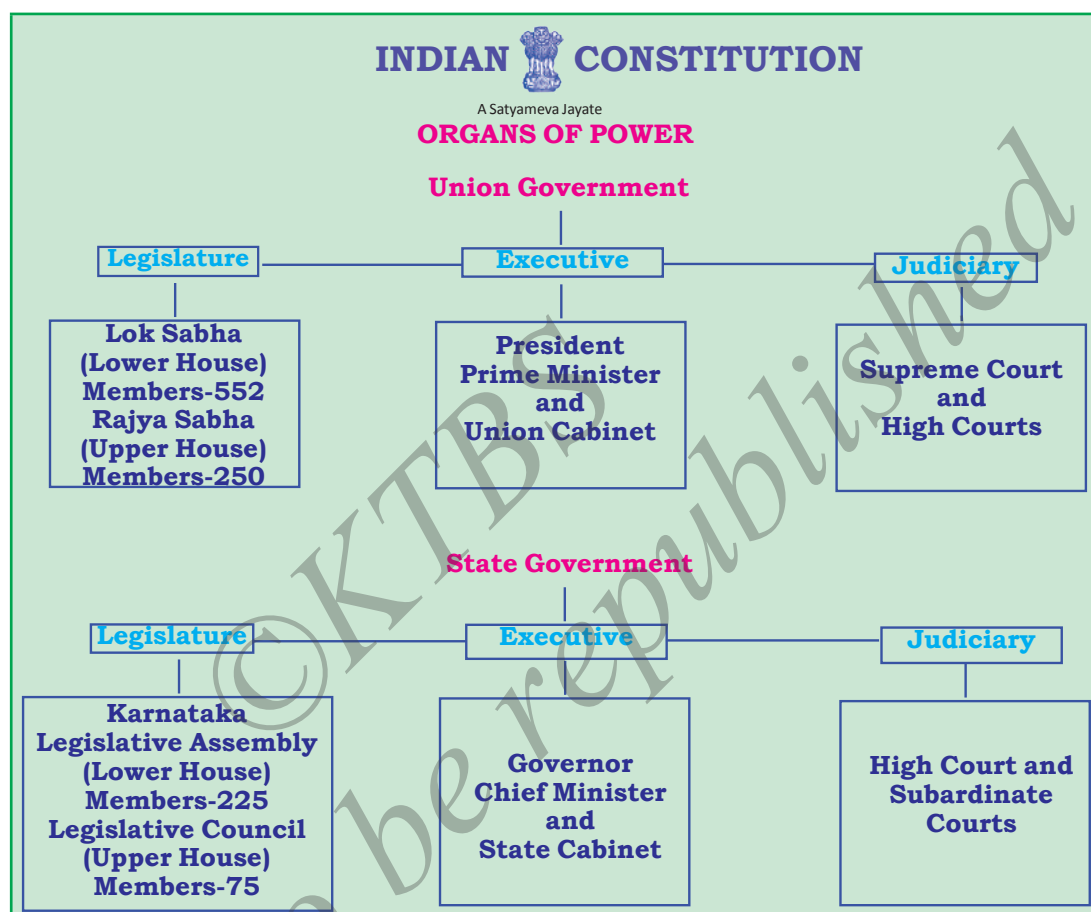 INDIAN CONSTITUTION
A Satyameva Jayate
ORGANS OF POWER
Union Government
Legislature
Executive
Judiciary
Lok Sabha
(Lower House)
Members-552
Rajya Sabha
(Upper House)
Members-250
President
Prime Minister
and
Union Cabinet
Supreme Court
and
High Courts
State Government
Legislature
Executive
Judiciary
Karnataka
Legislative Assembly
(Lower House)
Members-225
Legislative Council
(Upper House)
Members-75
Governor
Chief Minister
and
State Cabinet
High Court and
Subardinate
Courts
©KTBS
be republished